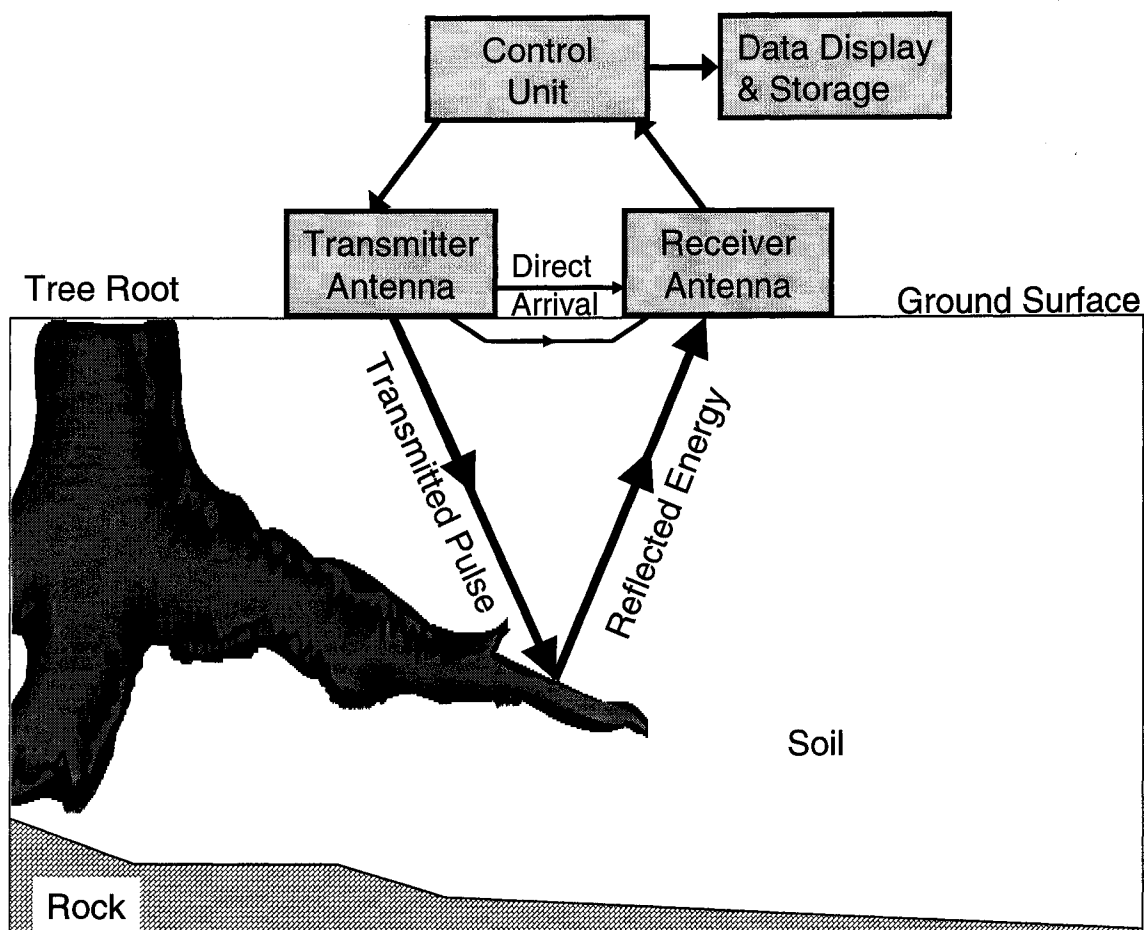 Control
Unit
Data Display
& Storage
Transmitter
Antenna
Direct
Arrival
Receiver
Antenna
Tree Root
Ground Surface
Transmitted Pulse
Reflected Energy
Soil
Rock